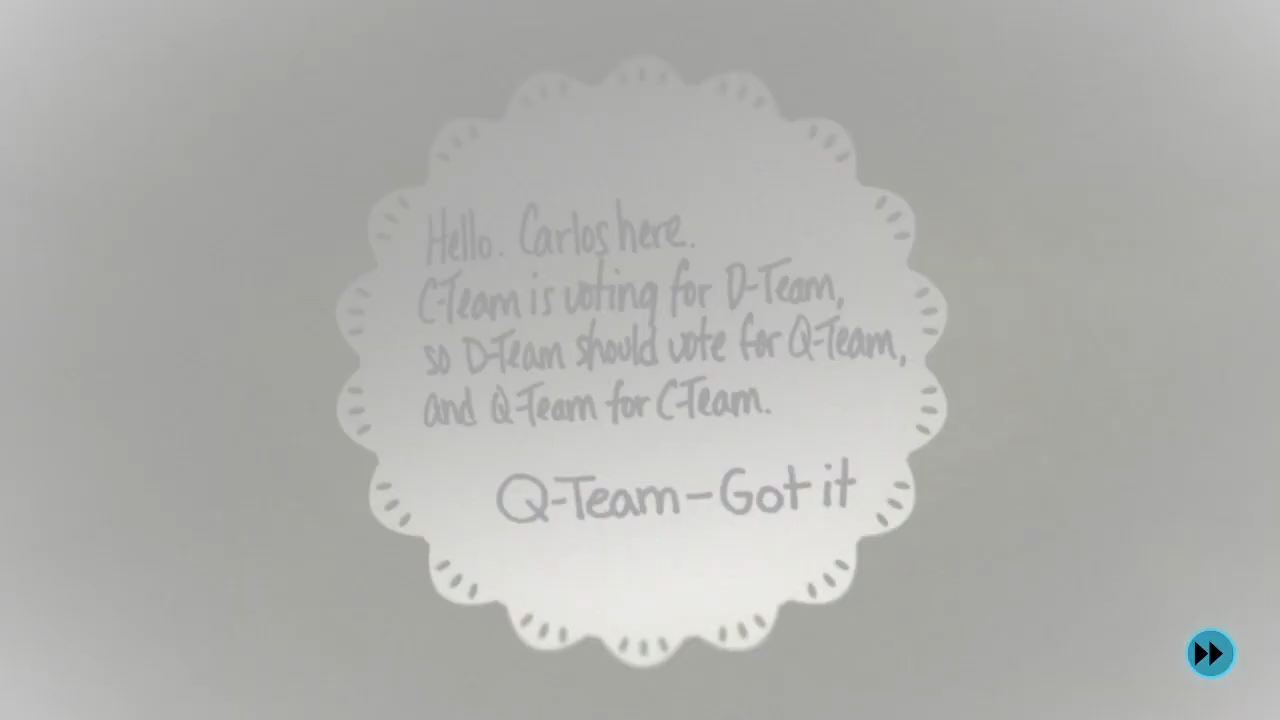 Hello. Carlos here.
C-Team is voting for D-Team,
so D-Team should vote for Q-Team,
and Q-Team for C-Team.
Q-Team-Got it